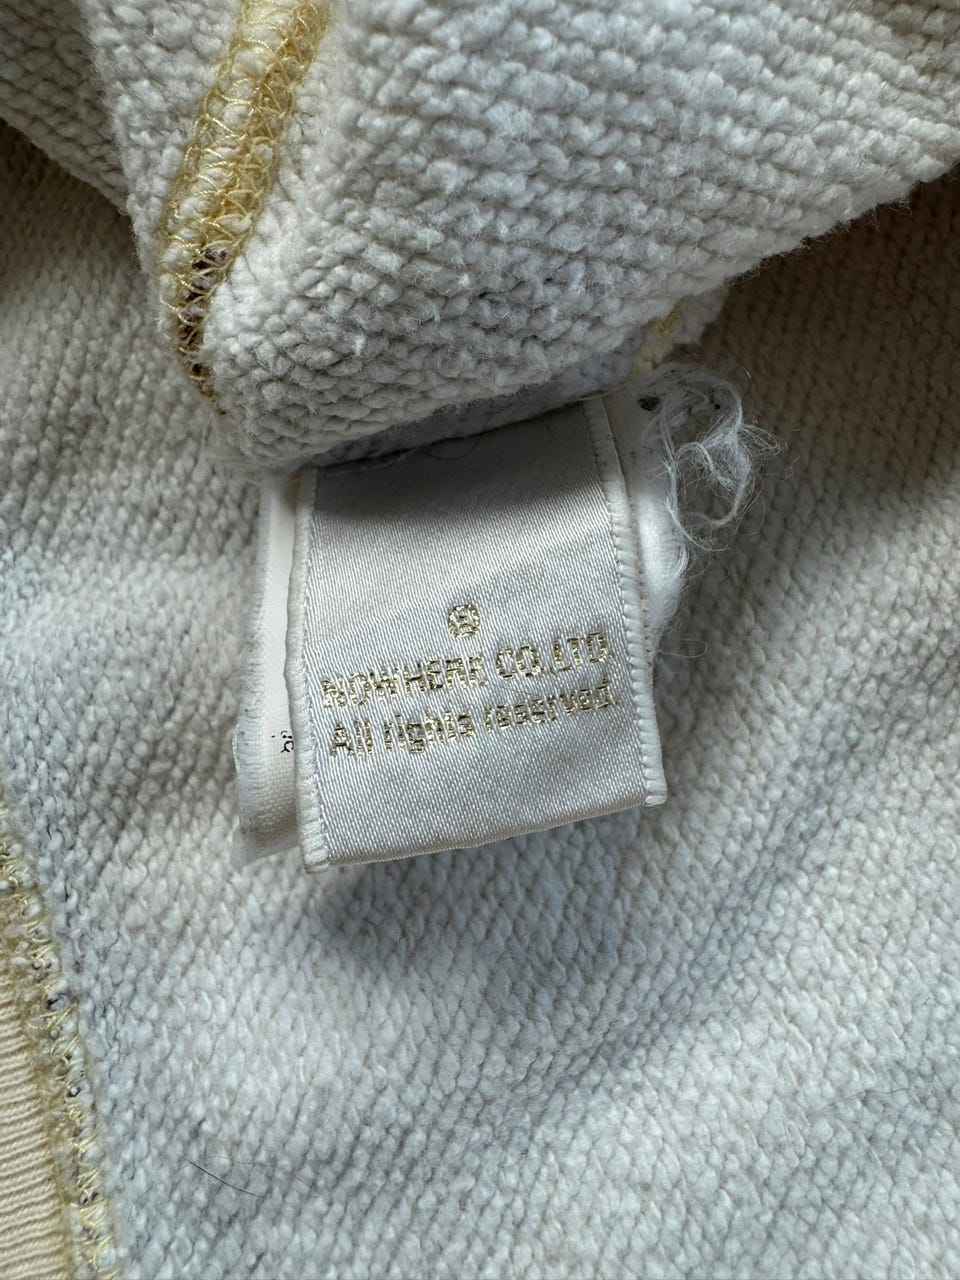 NOWHERE CO.,LTD.
All rights reserved.